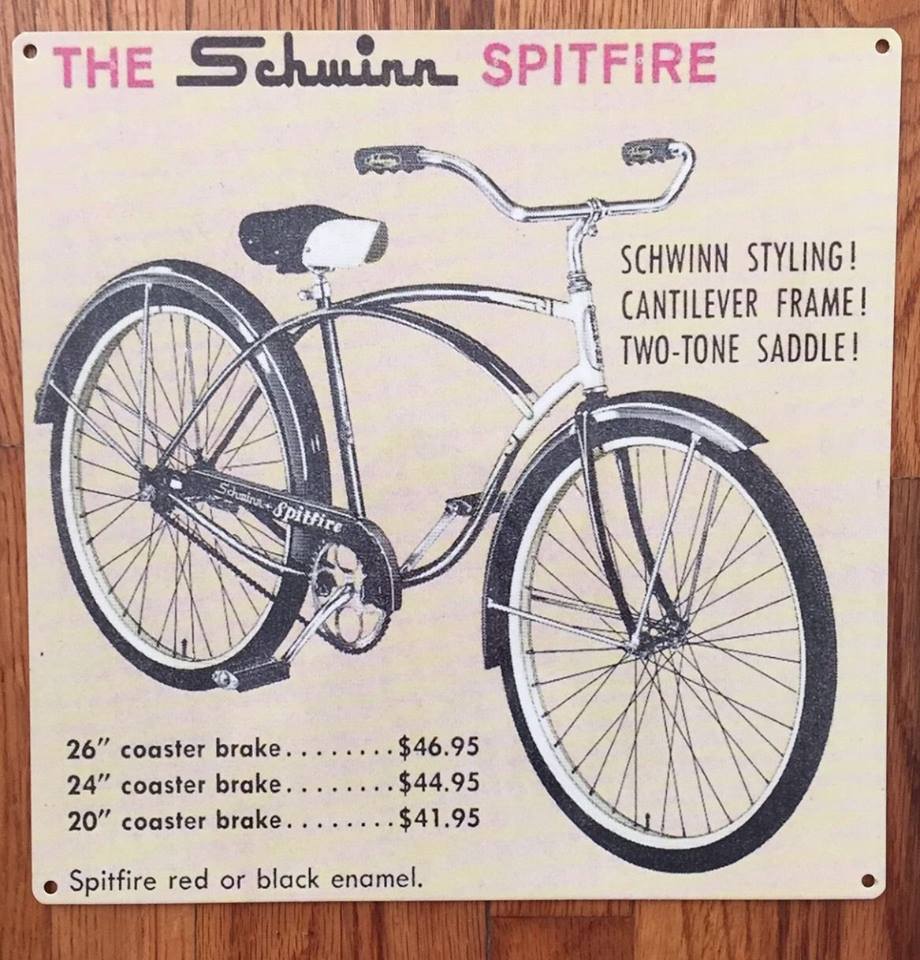 THE Schwinn SPITFIRE
SCHWINN STYLING!
CANTILEVER FRAME!
TWO-TONE SADDLE!
Schwinn Spitfire
26" coaster brake........$46.95
24" coaster brake........$44.95
20" coaster brake........$41.95
Spitfire red or black enamel.